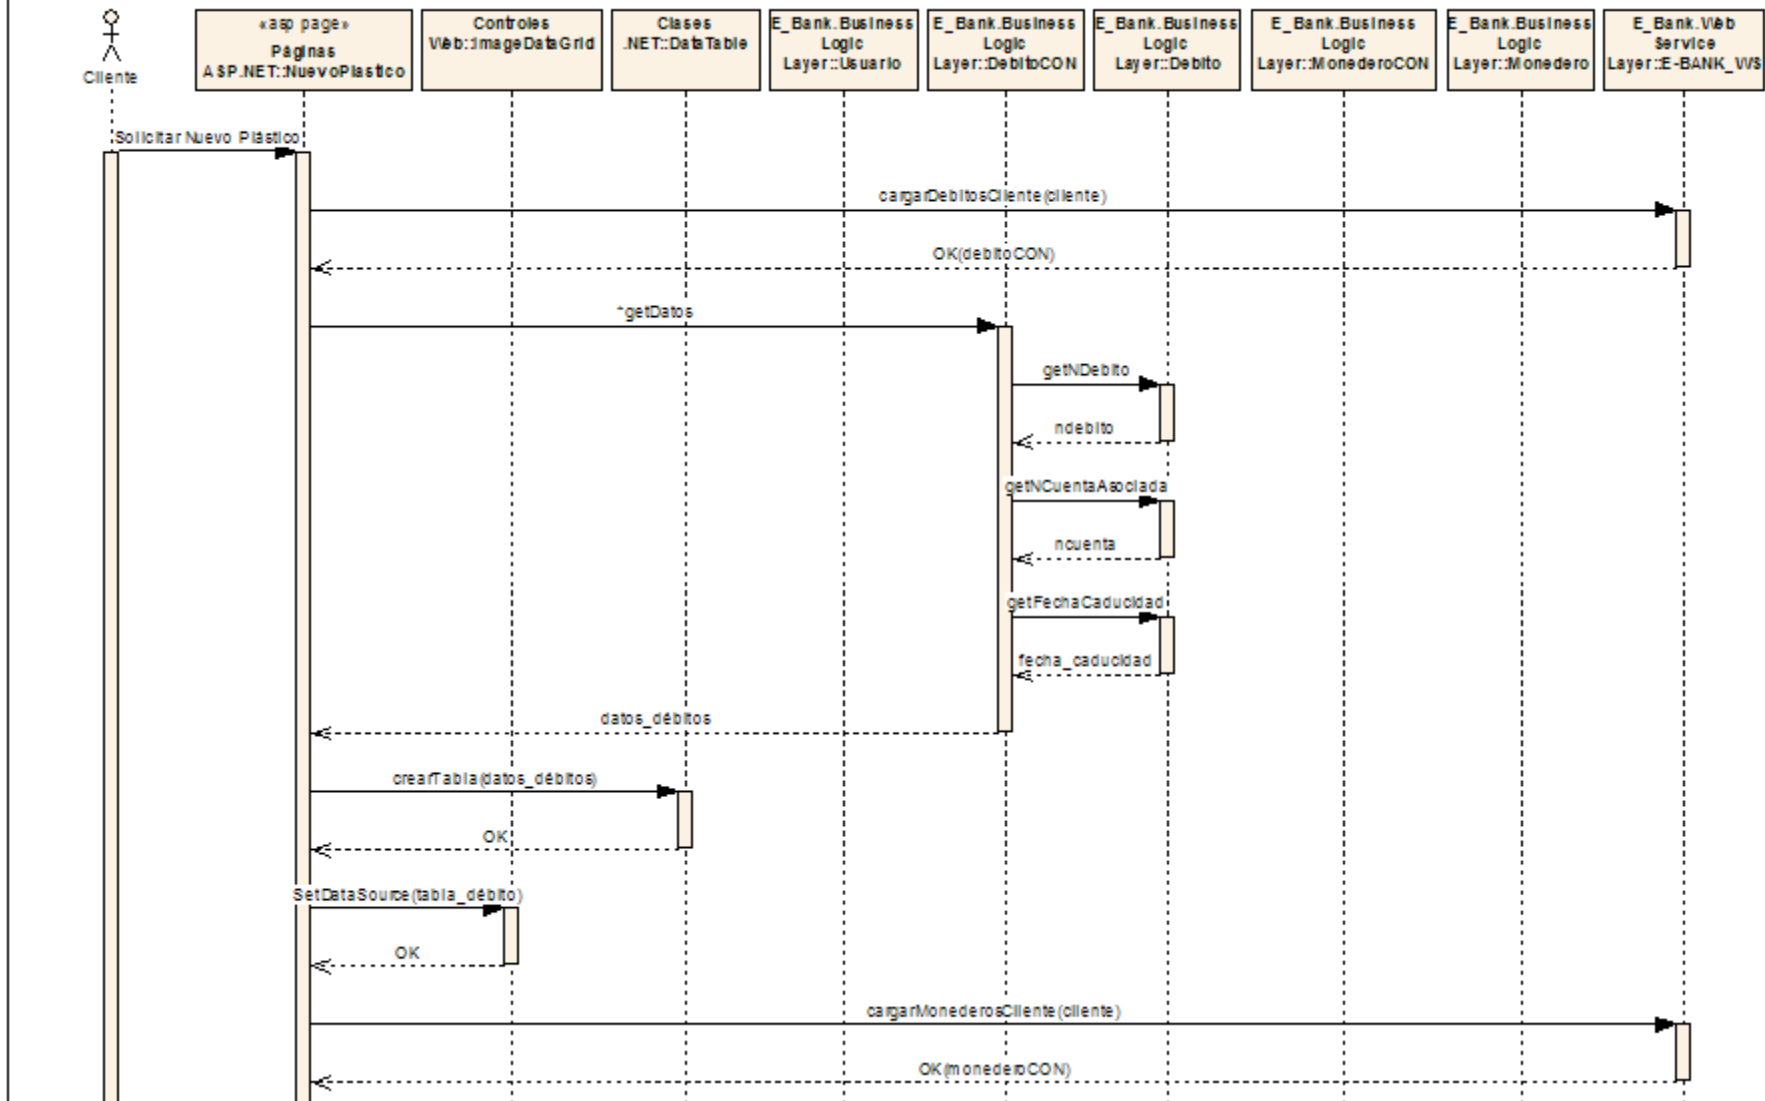 Cliente
«asp page»
Páginas
ASP.NET::NuevoPlastico
Controles
Web::ImageDataGrid
Clases
.NET::DataTable
E_Bank.Business
Logic
Layer::Usuario
E_Bank.Business
Logic
Layer::DebitoCON
E_Bank.Business
Logic
Layer::Debito
E_Bank.Business
Logic
Layer::MonederoCON
E_Bank.Business
Logic
Layer::Monedero
E_Bank.Web
Service
Layer::E-BANK_WS
Solicitar Nuevo Plástico
cargarDebitosCliente(cliente)
OK(debitoCON)
*getDatos
getNDebito
ndebito
getNCuentaAsociada
ncuenta
getFechaCaducidad
fecha_caducidad
datos_débitos
crearTabla(datos_débitos)
OK
SetDataSource(tabla_débito)
OK
cargarMonederosCliente(cliente)
OK(monederoCON)